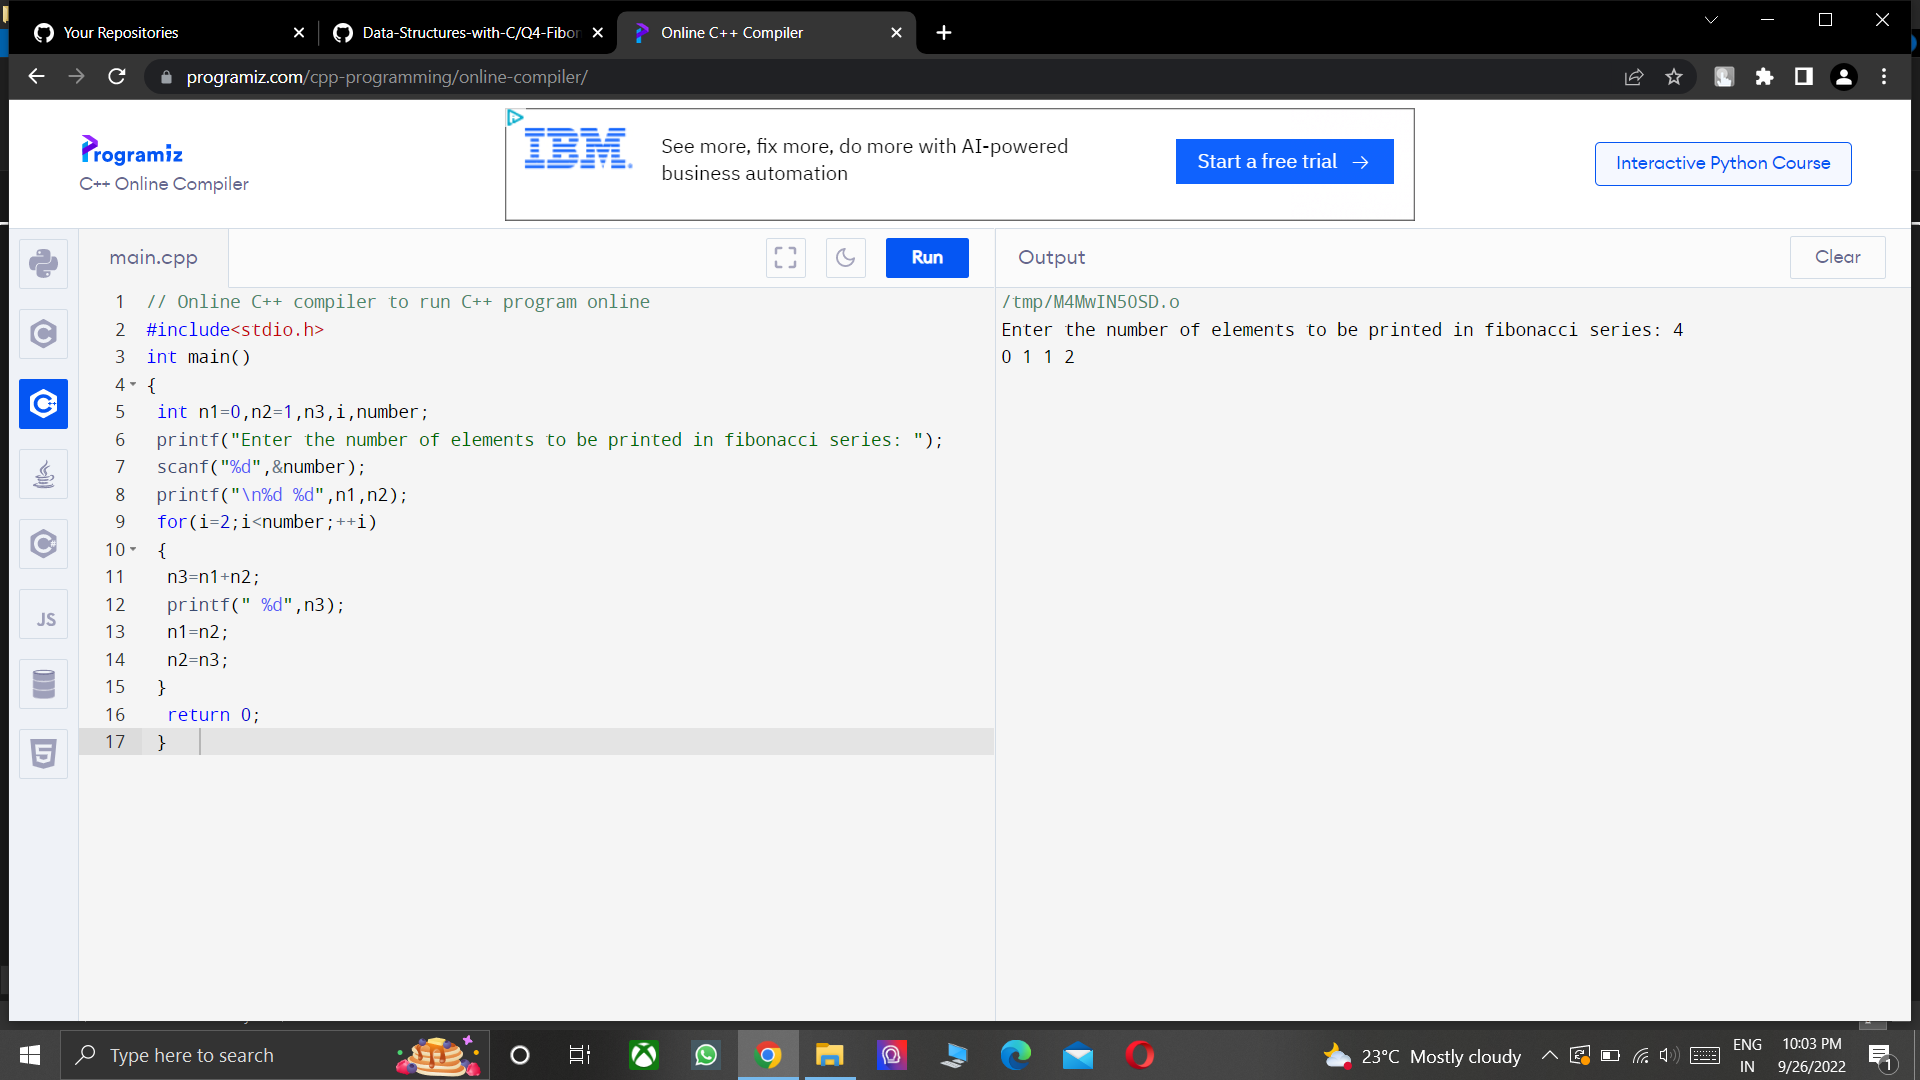 Your Repositories
Data-Structures-with-C/Q4-Fibon
Online C++ Compiler
programiz.com/cpp-programming/online-compiler/
Programiz
C++ Online Compiler
IBM
See more, fix more, do more with AI-powered
business automation
Start a free trial →
Interactive Python Course
main.cpp
Run
Output
Clear
1 // Online C++ compiler to run C++ program online
2 #include<stdio.h>
3 int main()
4 {
5 int n1=0,n2=1,n3,i,number;
6 printf("Enter the number of elements to be printed in fibonacci series: ");
7 scanf("%d",&number);
8 printf("\n%d %d",n1,n2);
9 for(i=2;i<number;++i)
10 {
11 n3=n1+n2;
12 printf(" %d",n3);
13 n1=n2;
14 n2=n3;
15 }
16 return 0;
17 }
/tmp/M4MwIN5OSD.o
Enter the number of elements to be printed in fibonacci series: 4
0 1 1 2
JS
Type here to search
23°C Mostly cloudy
ENG
IN
10:03 PM
9/26/2022
1